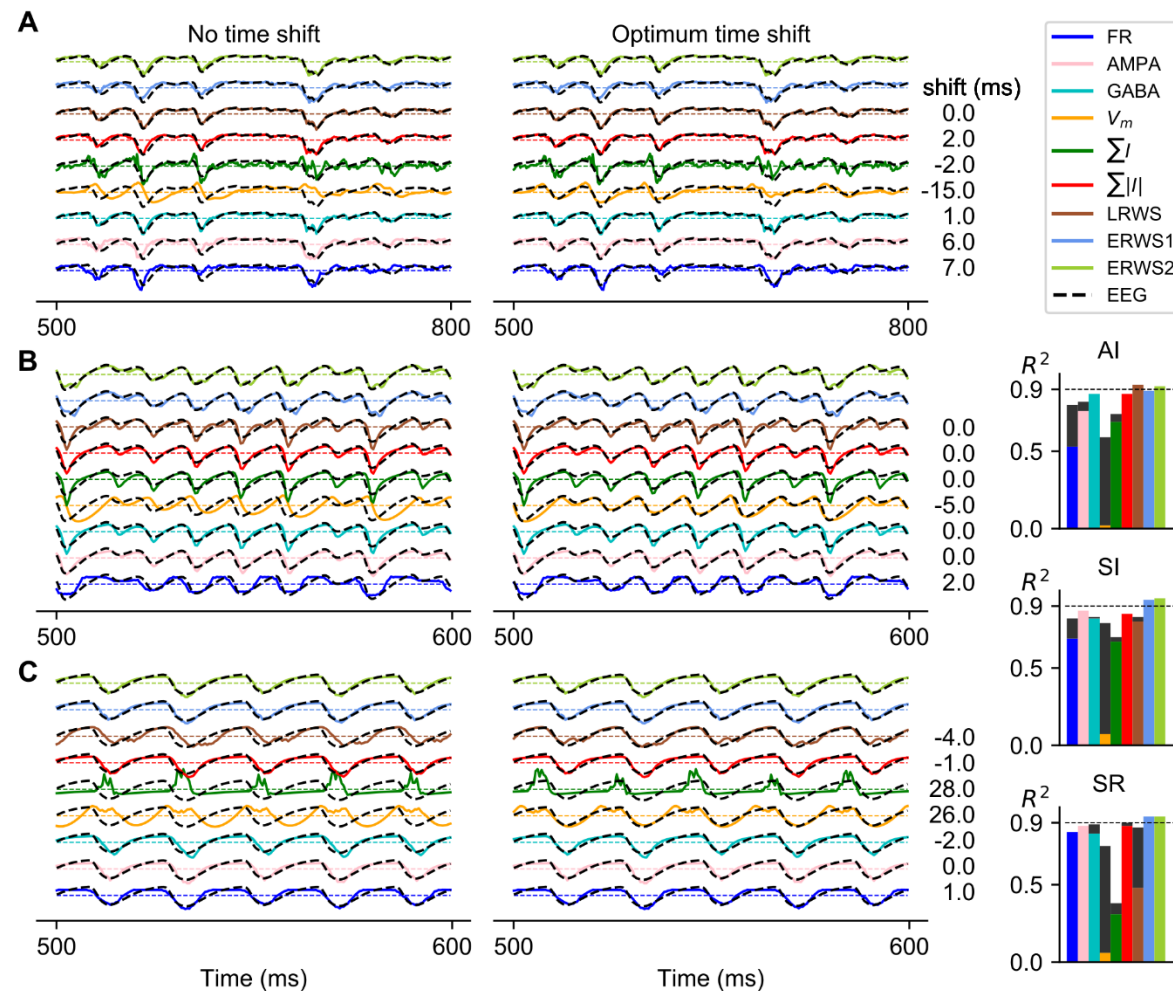 A
No time shift
Optimum time shift
shift (ms)
0.0
2.0
-2.0
-15.0
1.0
6.0
7.0
500
800
500
800
FR
AMPA
GABA
Vm
∑I
∑|I|
LRWS
ERWS1
ERWS2
EEG
B
0.0
0.0
0.0
-5.0
0.0
0.0
2.0
500
600
500
600
AI
R²
0.9
0.5
0.0
SI
R²
0.9
0.5
0.0
C
-4.0
-1.0
28.0
26.0
-2.0
0.0
1.0
500
600
500
600
Time (ms)
Time (ms)
SR
R²
0.9
0.5
0.0